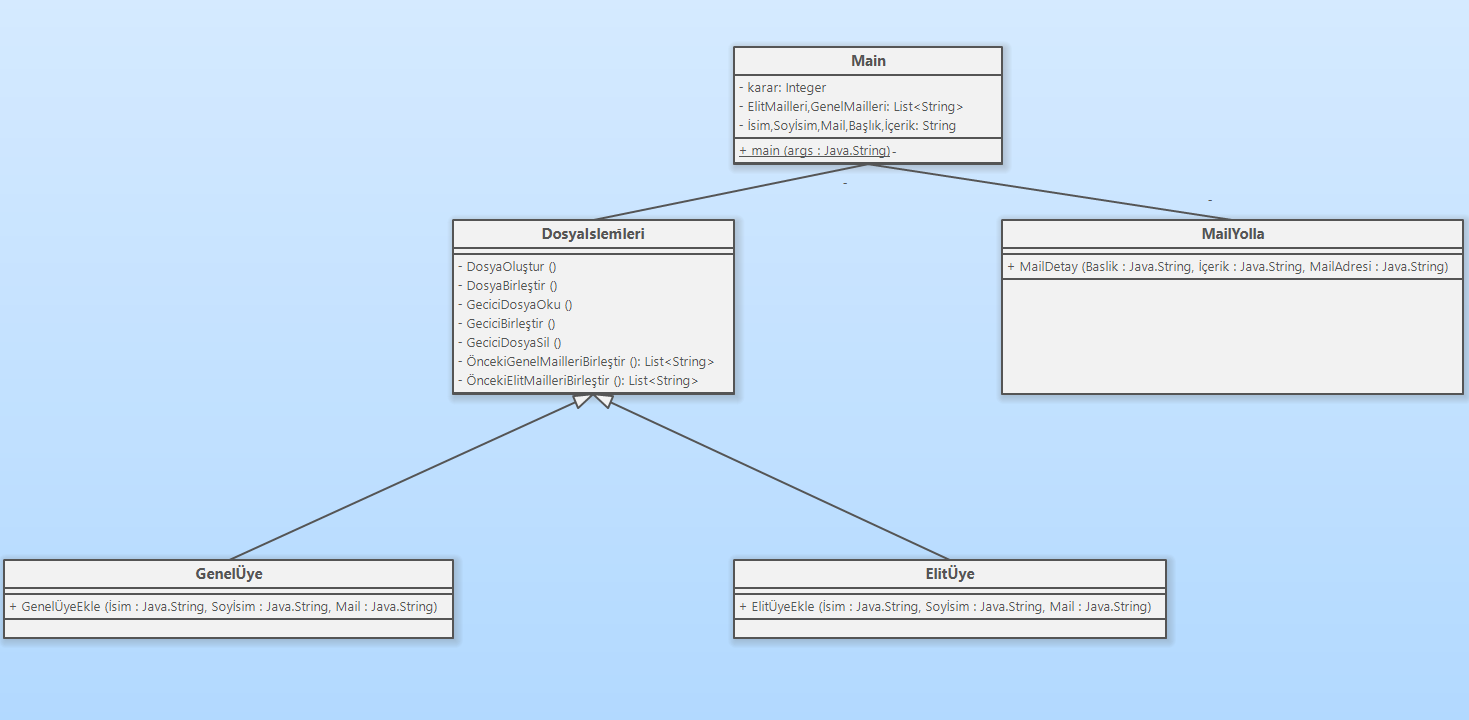 Main
- karar: Integer
- ElitMailleri,GenelMailleri: List<String>
- İsim,Soyİsim,Mail,Başlık,İçerik: String
+ main (args : Java.String) -
-
-
DosyaIslemleri
- DosyaOluştur ()
- DosyaBirleştir ()
- GeciciDosyaOku ()
- GeciciBirleştir ()
- GeciciDosyaSil ()
- ÖncekiGenelMailleriBirleştir (): List<String>
- ÖncekiElitMailleriBirleştir (): List<String>
MailYolla
+ MailDetay (Baslik : Java.String, İçerik : Java.String, MailAdresi : Java.String)
GenelÜye
+ GenelÜyeEkle (İsim : Java.String, Soyİsim : Java.String, Mail : Java.String)
ElitÜye
+ ElitÜyeEkle (İsim : Java.String, Soyİsim : Java.String, Mail : Java.String)